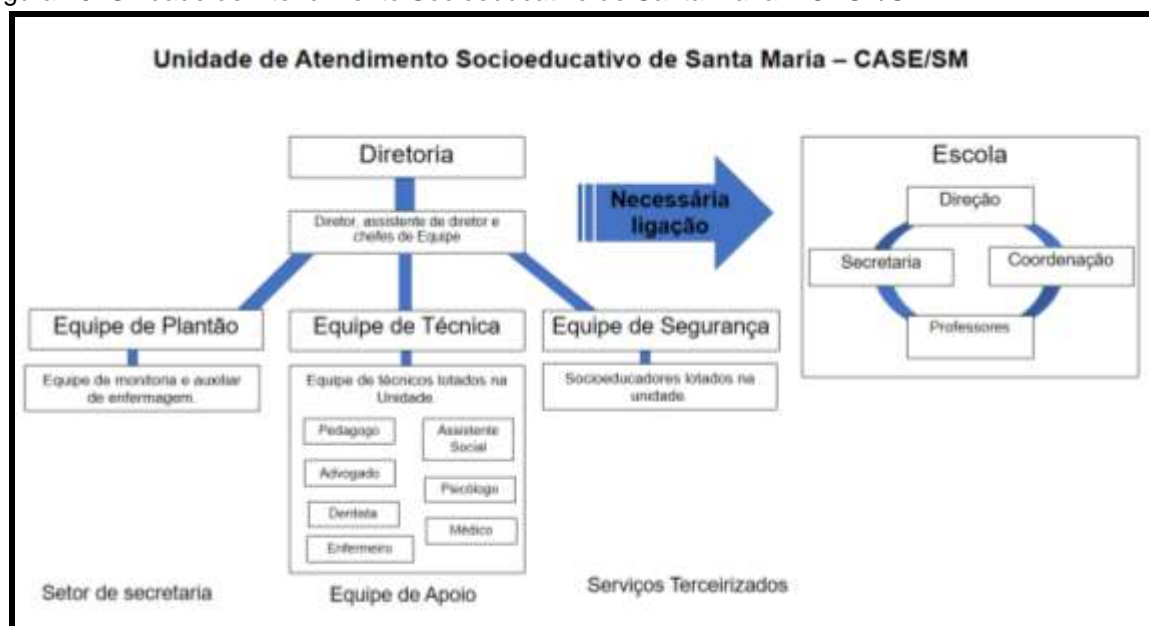 Unidade de Atendimento Socioeducativo de Santa Maria – CASE/SM
Diretoria
Diretor, assistente de diretor e
chefes de Equipe
Necessária
ligação
Escola
Direção
Secretaria
Coordenação
Professores
Equipe de Plantão
Equipe de monitoria e auxiliar
de enfermagem.
Equipe de Técnica
Equipe de técnicos lotados na
Unidade.
Pedagogo
Assistente
Social
Advogado
Psicólogo
Dentista
Médico
Enfermeiro
Equipe de Segurança
Socioeducadores lotados na
unidade.
Setor de secretaria
Equipe de Apoio
Serviços Terceirizados